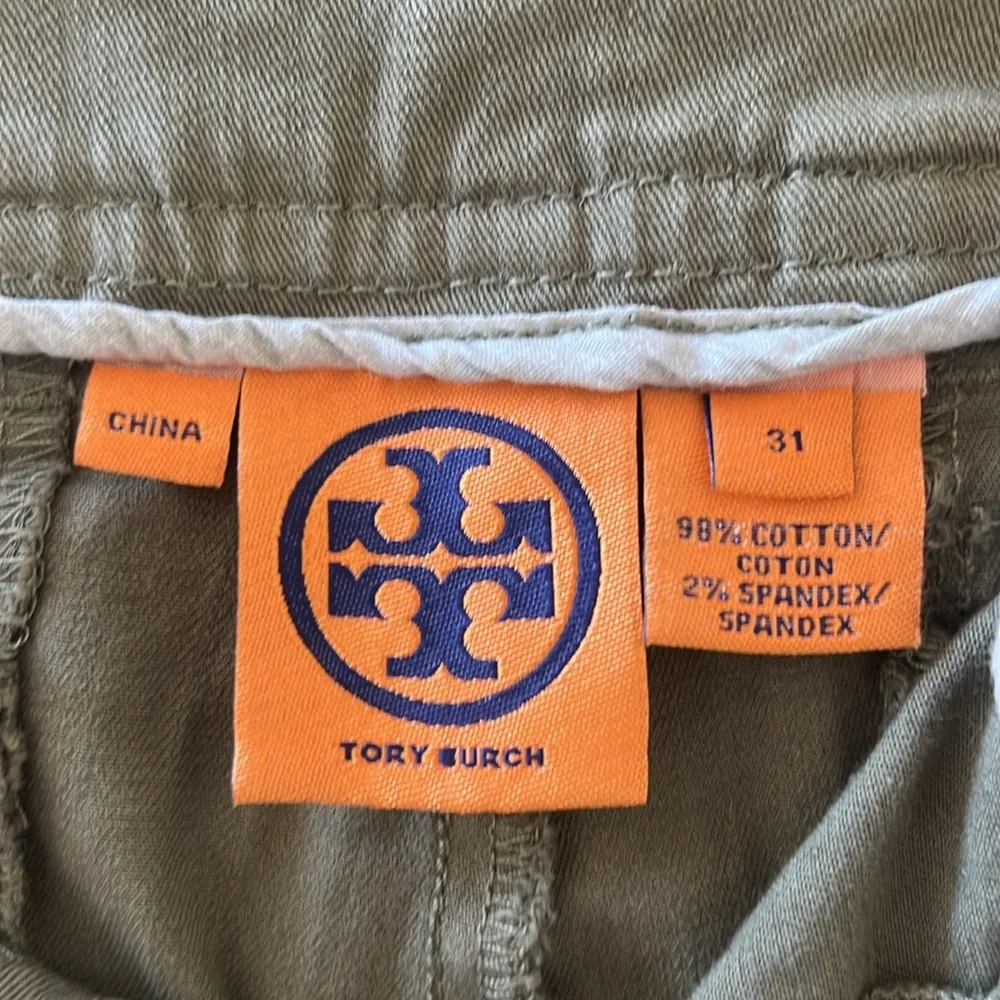 CHINA
TORY BURCH
31
98% COTTON/
COTON
2% SPANDEX/
SPANDEX